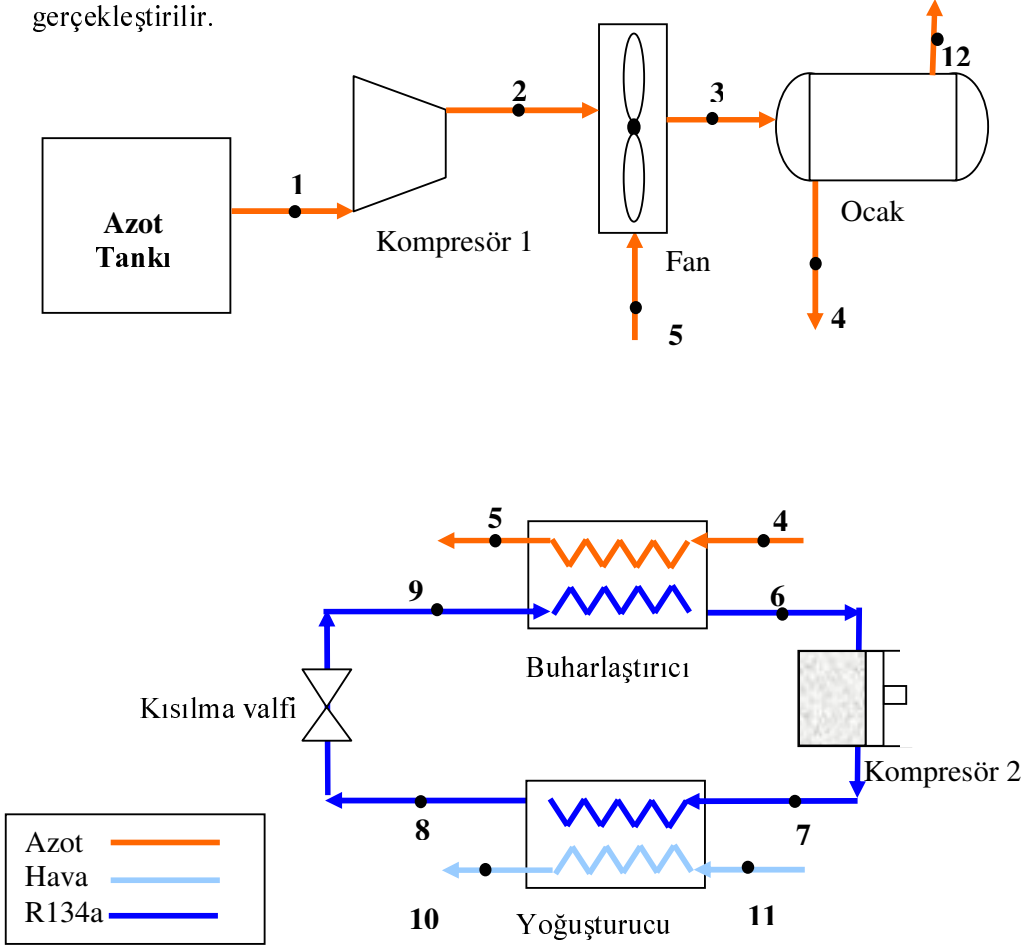 gerçekleştirilir.
12
2
3
1
Azot
Tankı
Kompresör 1
Ocak
Fan
4
5
5
4
9
6
Buharlaştırıcı
Kısılma valfi
Kompresör 2
8
7
Azot
Hava
R134a
10
11
Yoğuşturucu